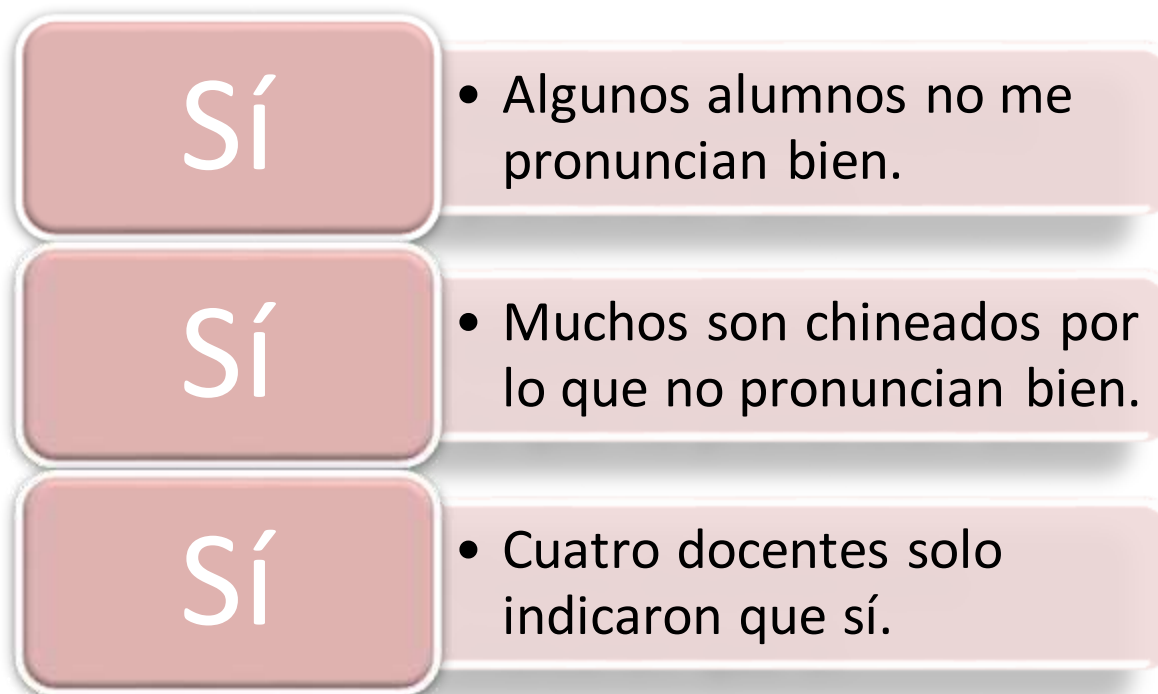 Sí
• Algunos alumnos no me
pronuncian bien.
Sí
• Muchos son chineados por
lo que no pronuncian bien.
Sí
• Cuatro docentes solo
indicaron que sí.